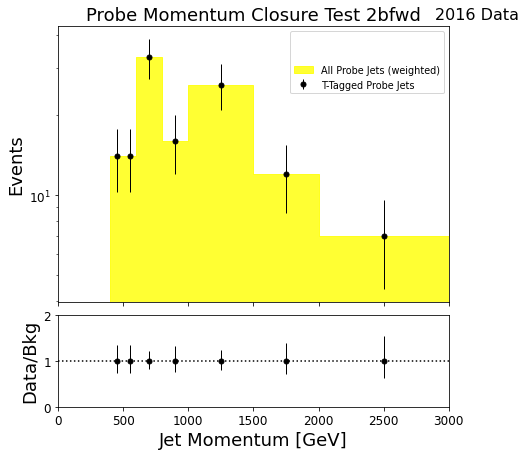 Probe Momentum Closure Test 2bfwd 2016 Data
All Probe Jets (weighted)
T-Tagged Probe Jets
Events
10^1
Data/Bkg
2
1
0
0 500 1000 1500 2000 2500 3000
Jet Momentum [GeV]